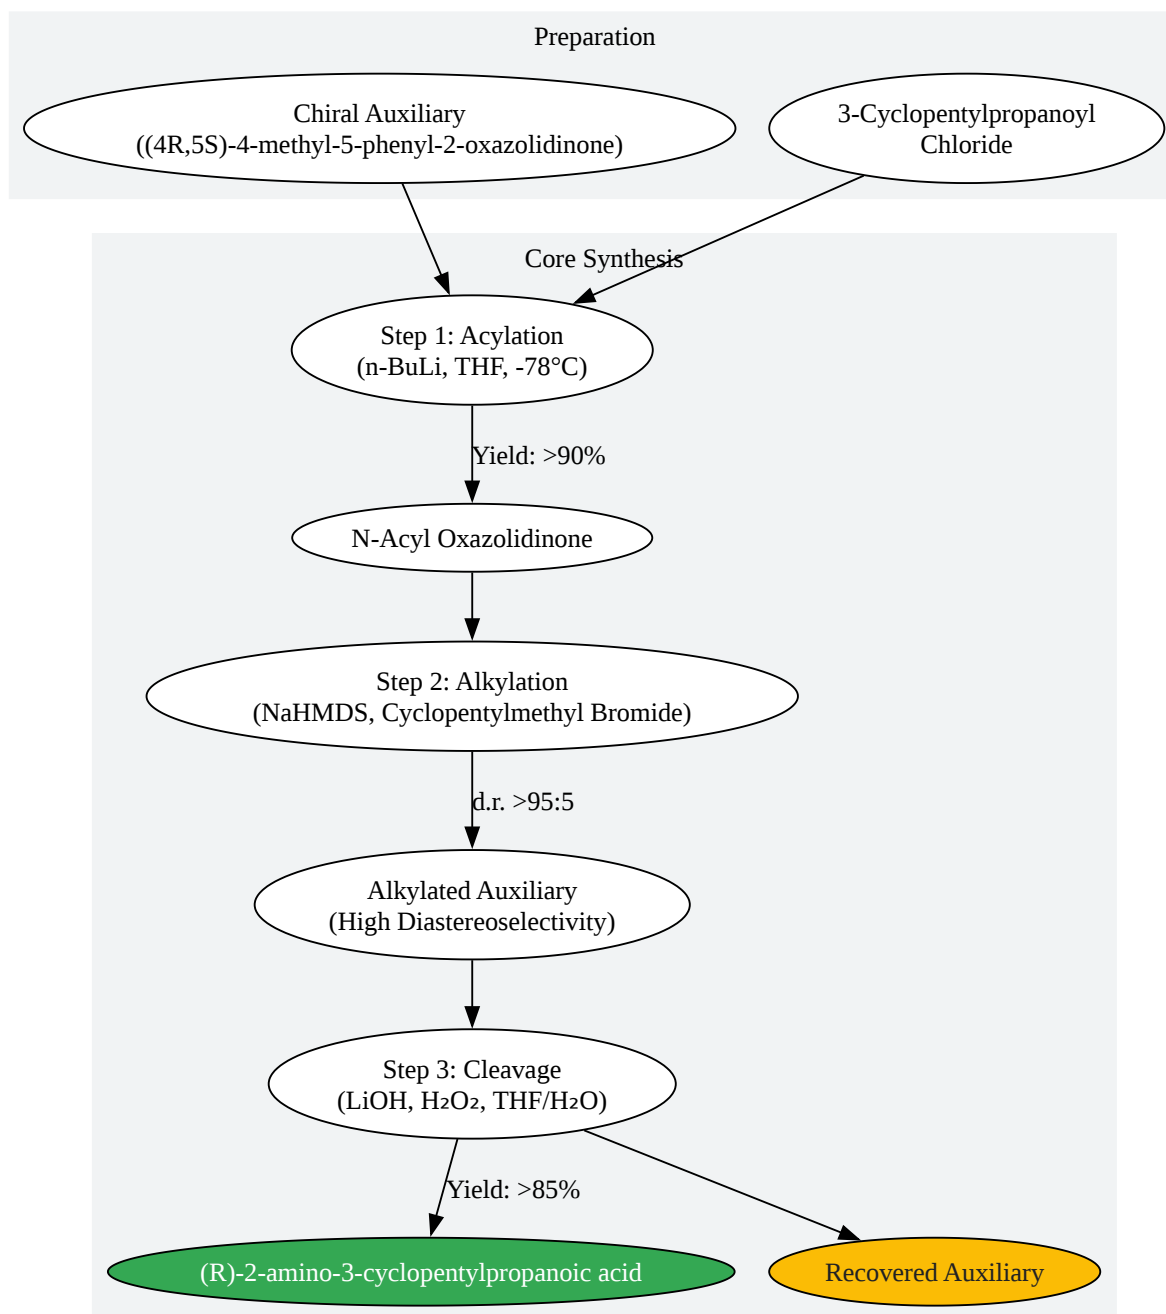 Preparation
Chiral Auxiliary
((4R,5S)-4-methyl-5-phenyl-2-oxazolidinone)
3-Cyclopentylpropanoyl
Chloride
Core Synthesis
Step 1: Acylation
(n-BuLi, THF, -78°C)
Yield: >90%
N-Acyl Oxazolidinone
Step 2: Alkylation
(NaHMDS, Cyclopentylmethyl Bromide)
d.r. >95:5
Alkylated Auxiliary
(High Diastereoselectivity)
Step 3: Cleavage
(LiOH, H₂O₂, THF/H₂O)
Yield: >85%
(R)-2-amino-3-cyclopentylpropanoic acid
Recovered Auxiliary